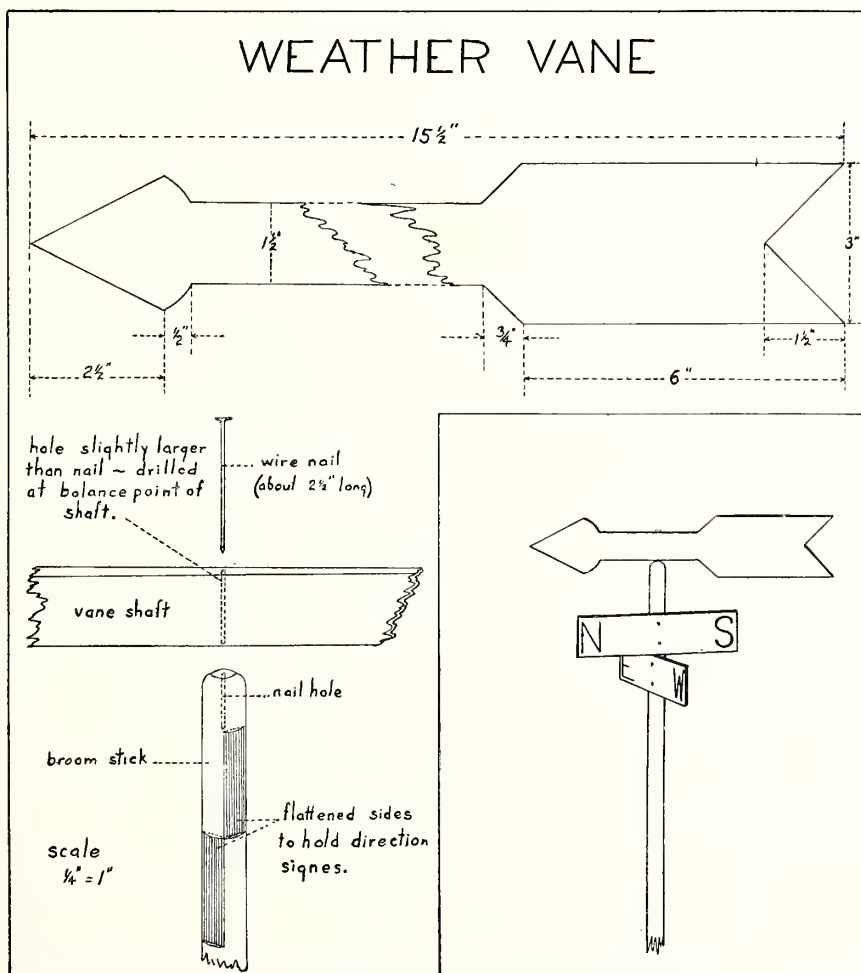 WEATHER VANE
15 ½"
1½"
3"
½"
¾"
1½"
2½"
6"
hole slightly larger
than nail ~ drilled
at balance point of
shaft.
wire nail
(about 2½" long)
vane shaft
nail hole
broom stick
flattened sides
to hold direction
signes.
scale
¼" = 1"
N S
E W